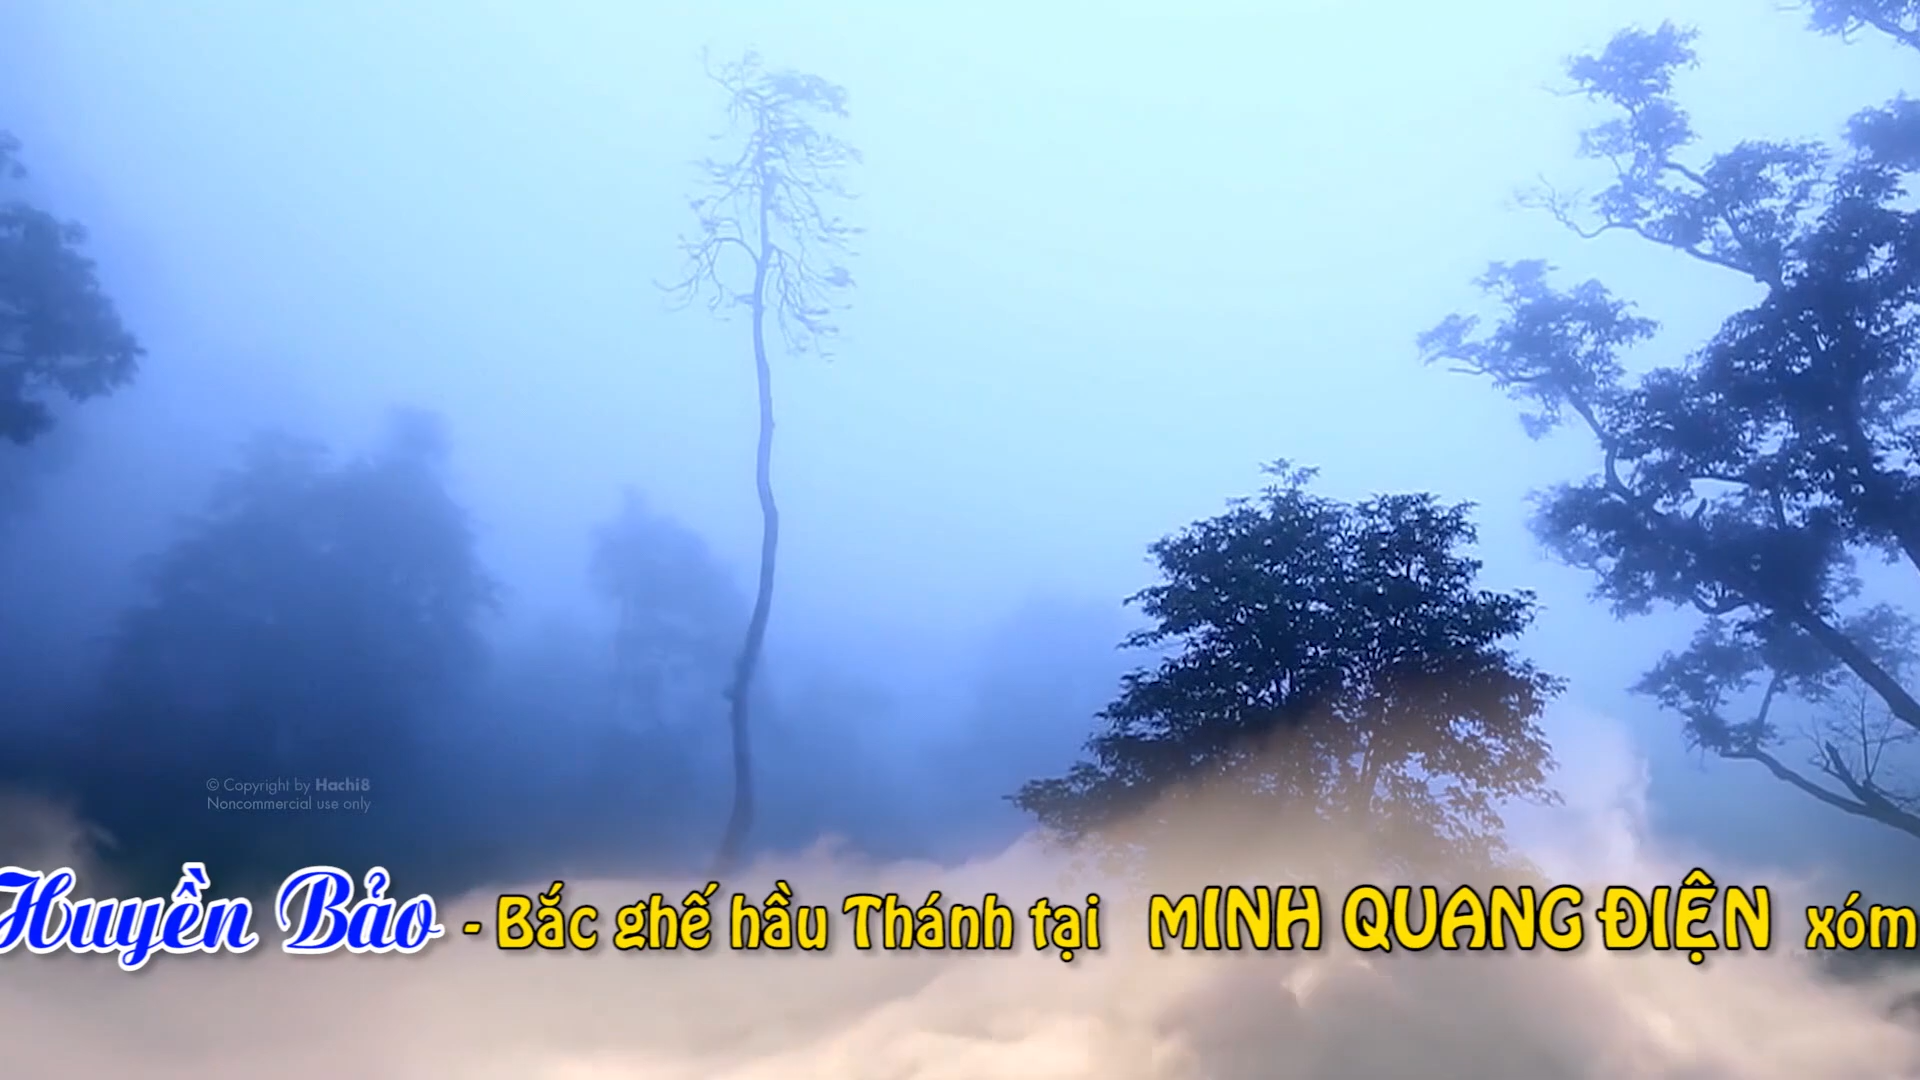 © Copyright by Hachi8
Noncommercial use only
Huyền Bảo - Bắc ghế hầu Thánh tại MINH QUANG ĐIỆN xóm